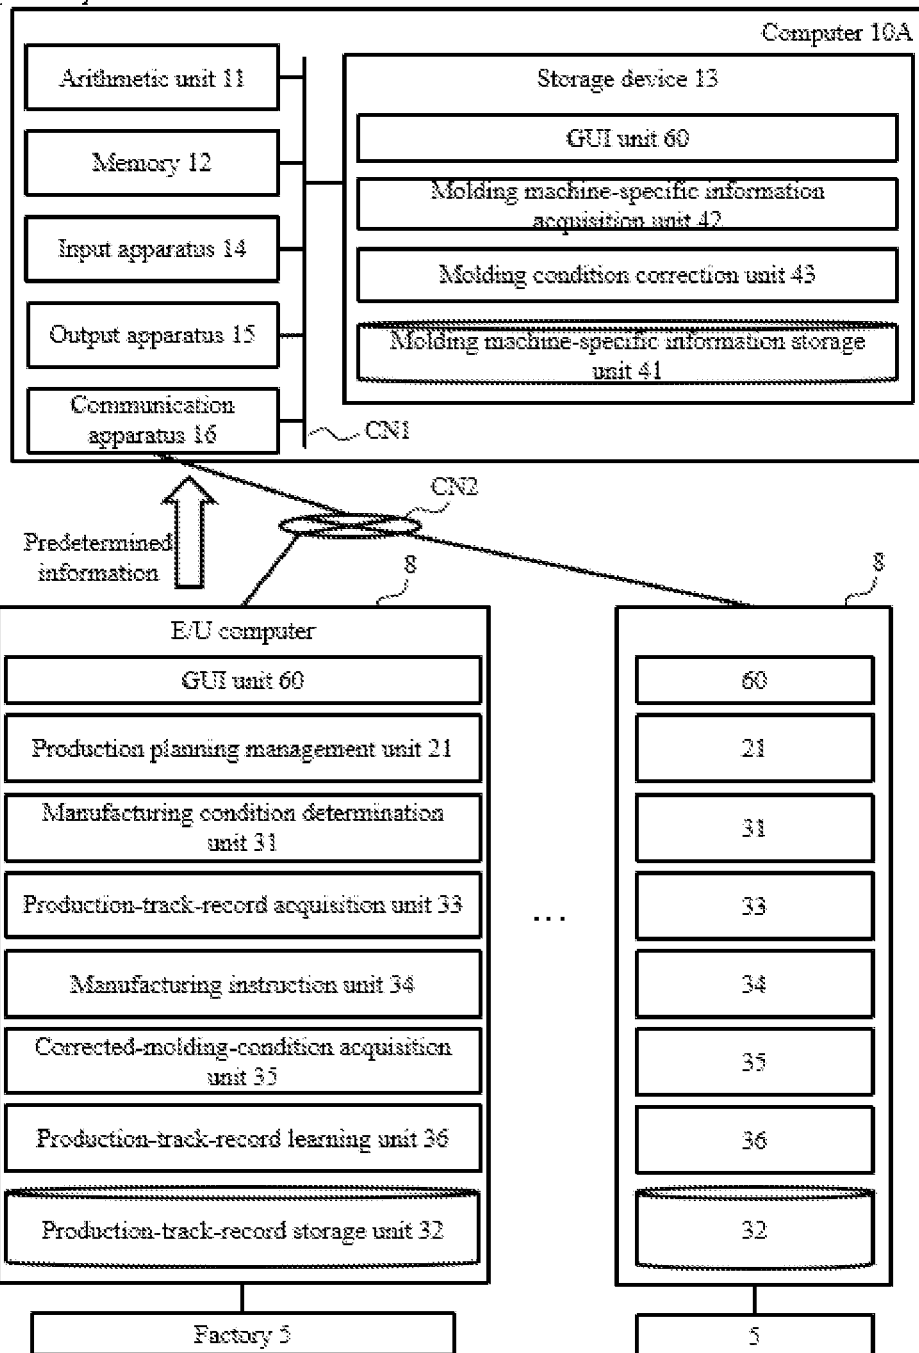 Computer 10A
Arithmetic unit 11
Memory 12
Input apparatus 14
Output apparatus 15
Communication
apparatus 16
Storage device 13
GUI unit 60
Molding machine-specific information
acquisition unit 42
Molding condition correction unit 43
Molding machine-specific information storage
unit 41
CN1
CN2
Predetermined
information
8
E/U computer
GUI unit 60
Production planning management unit 21
Manufacturing condition determination
unit 31
Production-track-record acquisition unit 33
Manufacturing instruction unit 34
Corrected-molding-condition acquisition
unit 35
Production-track-record learning unit 36
Production-track-record storage unit 32
Factory 5
...
8
60
21
31
33
34
35
36
32
5